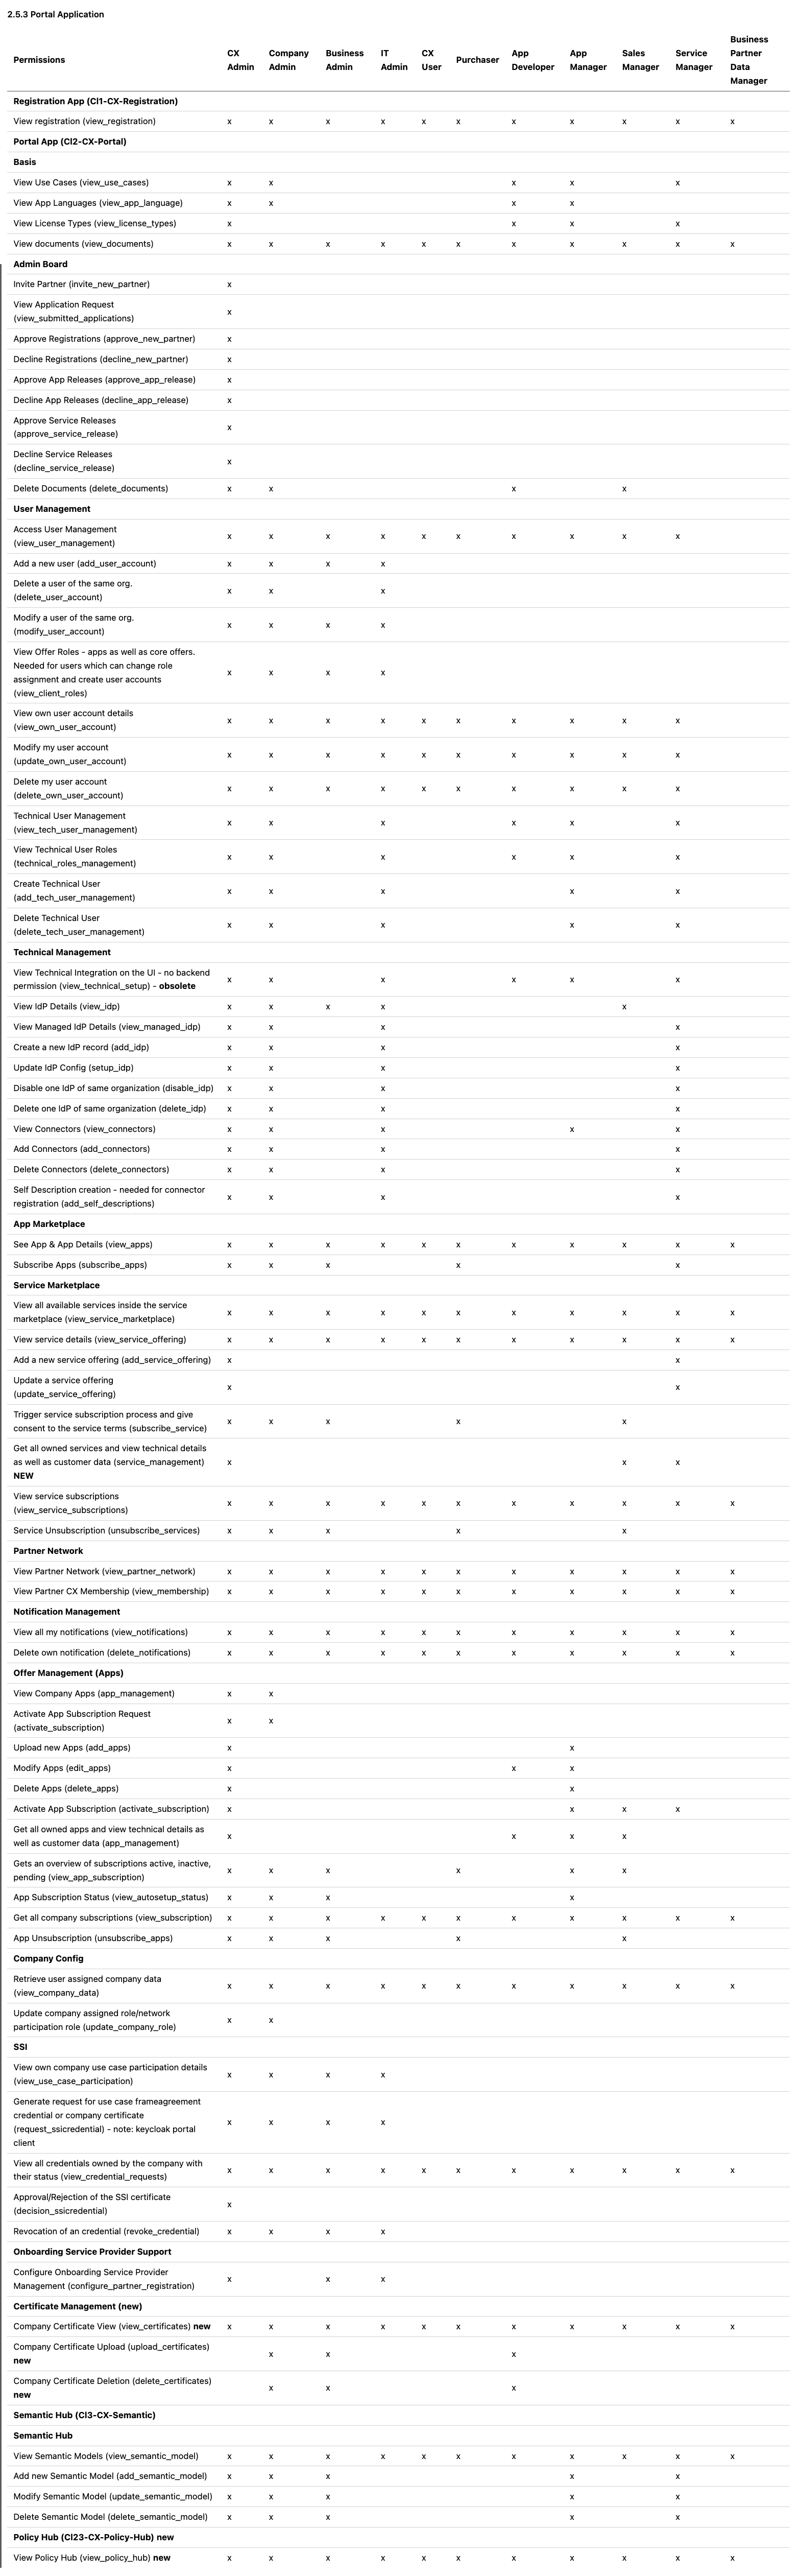 2.5.3 Portal Application
Business
CX Company Business IT CX App App Sales Service Partner
Permissions Purchaser
Admin Admin Admin Admin User Developer Manager Manager Manager Data
Manager
Registration App (Cl1-CX-Registration)
View registration (view_registration) x x x x x x x x x x x
Portal App (Cl2-CX-Portal)
Basis
View Use Cases (view_use_cases) x x x x x
View App Languages (view_app_language) x x x x
View License Types (view_license_types) x x x x
View documents (view_documents) x x x x x x x x x x x
Admin Board
Invite Partner (invite_new_partner) x
View Application Request
(view_submitted_applications) x
Approve Registrations (approve_new_partner) x
Decline Registrations (decline_new_partner) x
Approve App Releases (approve_app_release) x
Decline App Releases (decline_app_release) x
Approve Service Releases
(approve_service_release) x
Decline Service Releases
(decline_service_release) x
Delete Documents (delete_documents) x x x x
User Management
Access User Management
(view_user_management) x x x x x x x x x x
Add a new user (add_user_account) x x x x
Delete a user of the same org.
(delete_user_account) x x x
Modify a user of the same org.
(modify_user_account) x x x x
View Offer Roles - apps as well as core offers.
Needed for users which can change role
assignment and create user accounts
(view_client_roles) x x x x
View own user account details
(view_own_user_account) x x x x x x x x x x
Modify my user account
(update_own_user_account) x x x x x x x x x x
Delete my user account
(delete_own_user_account) x x x x x x x x x x
Technical User Management
(view_tech_user_management) x x x x x x
View Technical User Roles
(technical_roles_management) x x x x x x
Create Technical User
(add_tech_user_management) x x x x x
Delete Technical User
(delete_tech_user_management) x x x x x
Technical Management
View Technical Integration on the UI - no backend
permission (view_technical_setup) - obsolete x x x x x x
View IdP Details (view_idp) x x x x x
View Managed IdP Details (view_managed_idp) x x x x
Create a new IdP record (add_idp) x x x x
Update IdP Config (setup_idp) x x x x
Disable one IdP of same organization (disable_idp) x x x x
Delete one IdP of same organization (delete_idp) x x x x
View Connectors (view_connectors) x x x x x
Add Connectors (add_connectors) x x x x
Delete Connectors (delete_connectors) x x x x
Self Description creation - needed for connector
registration (add_self_descriptions) x x x x
App Marketplace
See App & App Details (view_apps) x x x x x x x x x x x
Subscribe Apps (subscribe_apps) x x x x x
Service Marketplace
View all available services inside the service
marketplace (view_service_marketplace) x x x x x x x x x x x
View service details (view_service_offering) x x x x x x x x x x x
Add a new service offering (add_service_offering) x x
Update a service offering
(update_service_offering) x x
Trigger service subscription process and give
consent to the service terms (subscribe_service) x x x x x
Get all owned services and view technical details
as well as customer data (service_management) x x x
NEW
View service subscriptions
(view_service_subscriptions) x x x x x x x x x x x
Service Unsubscription (unsubscribe_services) x x x x x
Partner Network
View Partner Network (view_partner_network) x x x x x x x x x x x
View Partner CX Membership (view_membership) x x x x x x x x x x x
Notification Management
View all my notifications (view_notifications) x x x x x x x x x x x
Delete own notification (delete_notifications) x x x x x x x x x x x
Offer Management (Apps)
View Company Apps (app_management) x x
Activate App Subscription Request
(activate_subscription) x x
Upload new Apps (add_apps) x x
Modify Apps (edit_apps) x x x
Delete Apps (delete_apps) x x
Activate App Subscription (activate_subscription) x x x x
Get all owned apps and view technical details as
well as customer data (app_management) x x x x
Gets an overview of subscriptions active, inactive,
pending (view_app_subscription) x x x x x x
App Subscription Status (view_autosetup_status) x x x x
Get all company subscriptions (view_subscription) x x x x x x x x x x x
App Unsubscription (unsubscribe_apps) x x x x x
Company Config
Retrieve user assigned company data
(view_company_data) x x x x x x x x x x x
Update company assigned role/network
participation role (update_company_role) x x
SSI
View own company use case participation details
(view_use_case_participation) x x x x
Generate request for use case frameagreement
credential or company certificate
(request_ssicredential) - note: keycloak portal
client x x x x
View all credentials owned by the company with
their status (view_credential_requests) x x x x x x x x x x x
Approval/Rejection of the SSI certificate
(decision_ssicredential) x
Revocation of an credential (revoke_credential) x x x x
Onboarding Service Provider Support
Configure Onboarding Service Provider
Management (configure_partner_registration) x x x
Certificate Management (new)
Company Certificate View (view_certificates) new x x x x x x x x x x x
Company Certificate Upload (upload_certificates)
new x x x
Company Certificate Deletion (delete_certificates)
new x x x
Semantic Hub (Cl3-CX-Semantic)
Semantic Hub
View Semantic Models (view_semantic_model) x x x x x x x x x x x
Add new Semantic Model (add_semantic_model) x x x x x
Modify Semantic Model (update_semantic_model) x x x x x
Delete Semantic Model (delete_semantic_model) x x x x x
Policy Hub (Cl23-CX-Policy-Hub) new
View Policy Hub (view_policy_hub) new x x x x x x x x x x x